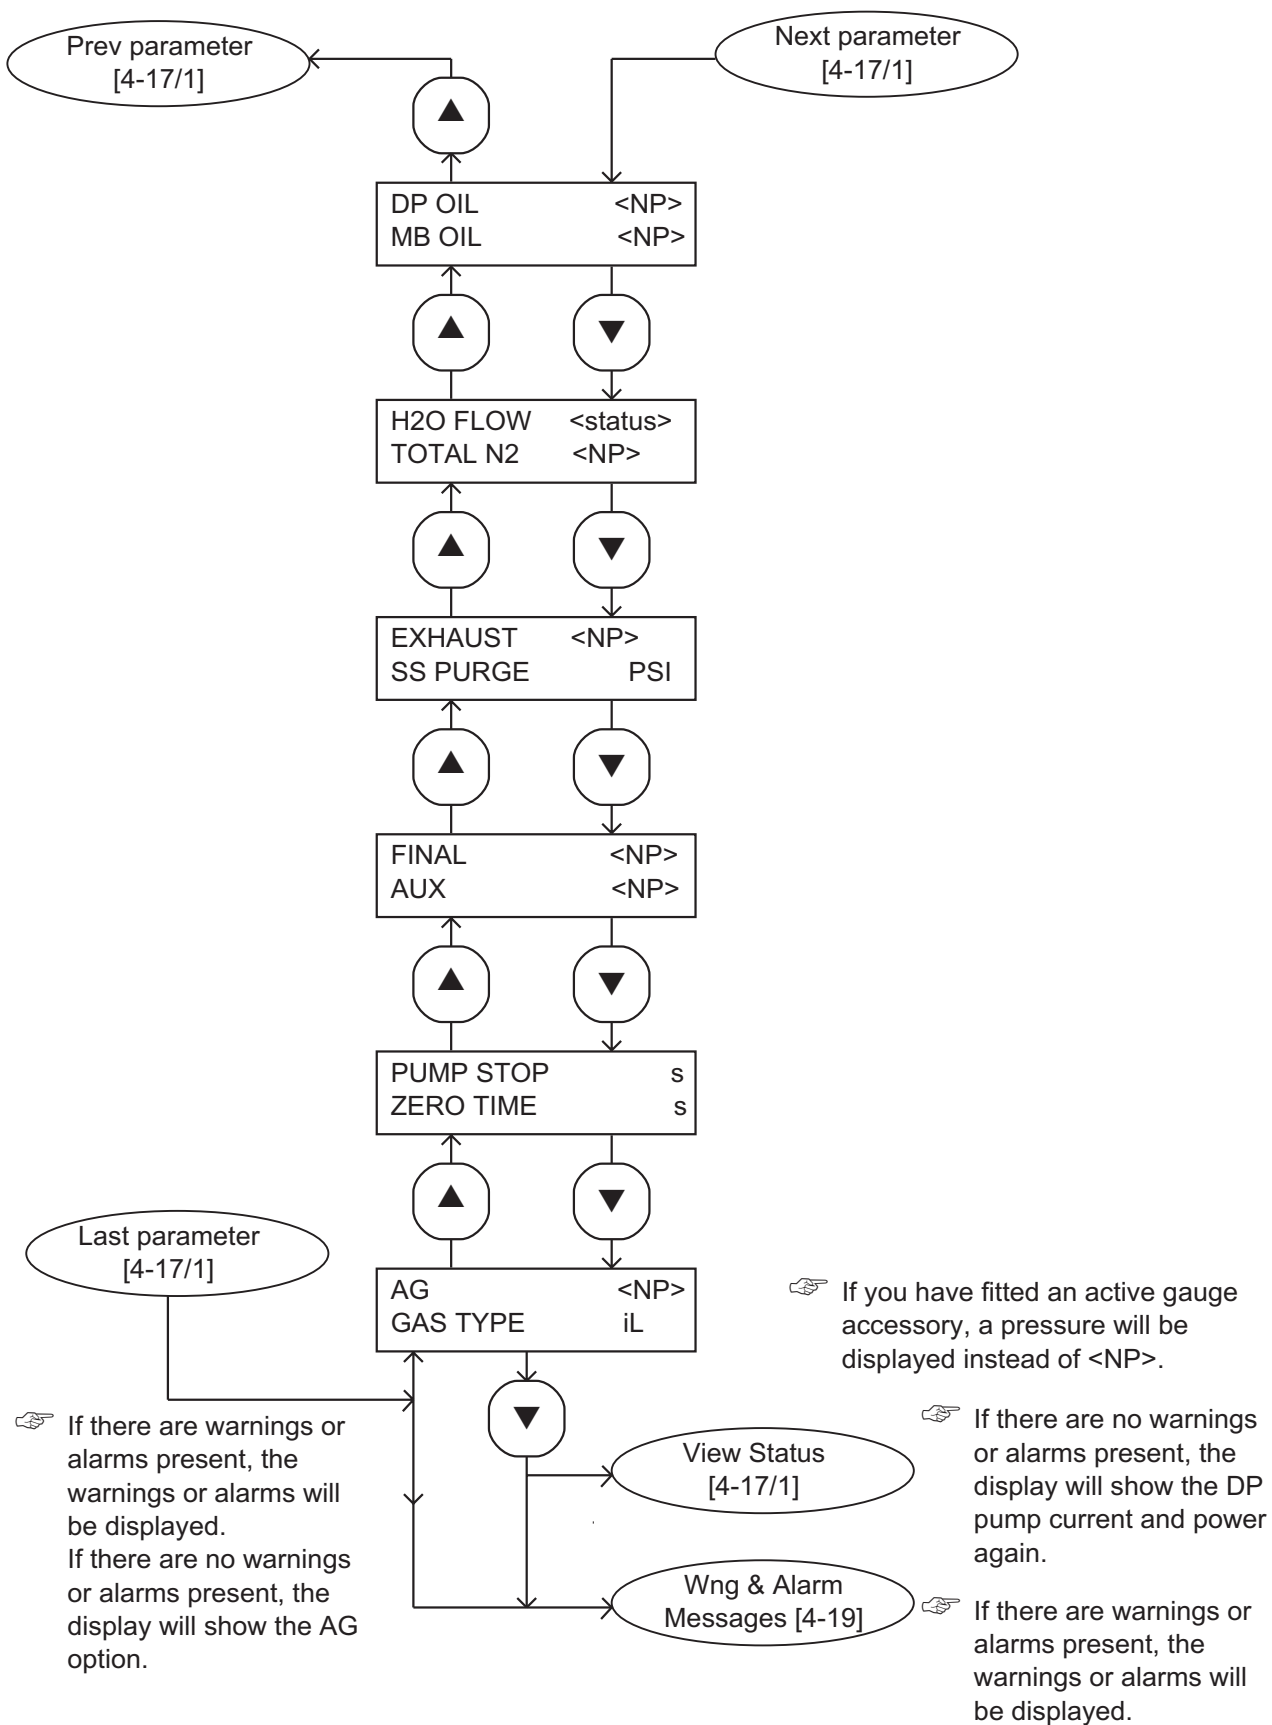 Prev parameter
[4-17/1]
Next parameter
[4-17/1]
DP OIL <NP>
MB OIL <NP>
H2O FLOW <status>
TOTAL N2 <NP>
EXHAUST <NP>
SS PURGE PSI
FINAL <NP>
AUX <NP>
PUMP STOP s
ZERO TIME s
Last parameter
[4-17/1]
AG <NP>
GAS TYPE iL
If you have fitted an active gauge
accessory, a pressure will be
displayed instead of <NP>.
If there are warnings or
alarms present, the
warnings or alarms will
be displayed.
If there are no warnings
or alarms present, the
display will show the AG
option.
View Status
[4-17/1]
If there are no warnings
or alarms present, the
display will show the DP
pump current and power
again.
Wng & Alarm
Messages [4-19]
If there are warnings or
alarms present, the
warnings or alarms will
be displayed.